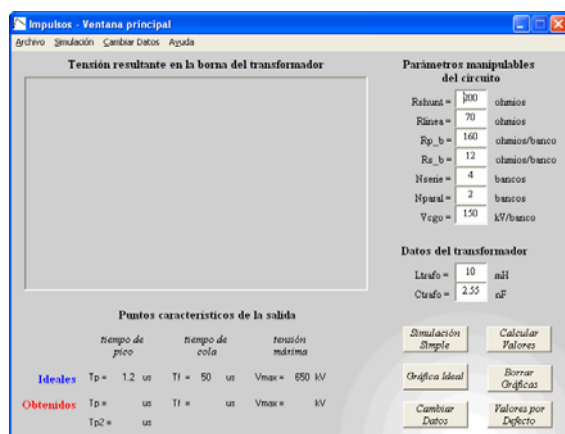 Impulsos - Ventana principal
Archivo Simulación Cambiar Datos Ayuda
Tensión resultante en la borna del transformador
Parámetros manipulables
del circuito
Rshunt = 200 ohmios
Rlinea = 70 ohmios
Rp_b = 160 ohmios/banco
Rs_b = 12 ohmios/banco
Nserie = 4 bancos
Nparal = 2 bancos
Vcgo = 150 kV/banco
Datos del transformador
Ltrafo = 10 mH
Ctrafo = 2.55 nF
Puntos característicos de la salida
tiempo de pico
tiempo de cola
tensión máxima
Ideales Tp = 1.2 us Tf = 50 us Vmax = 650 kV
Obtenidos Tp = us Tf = us Vmax = kV
Tp2 = us
Simulación Simple
Calcular Valores
Gráfica Ideal
Borrar Gráficas
Cambiar Datos
Valores por Defecto